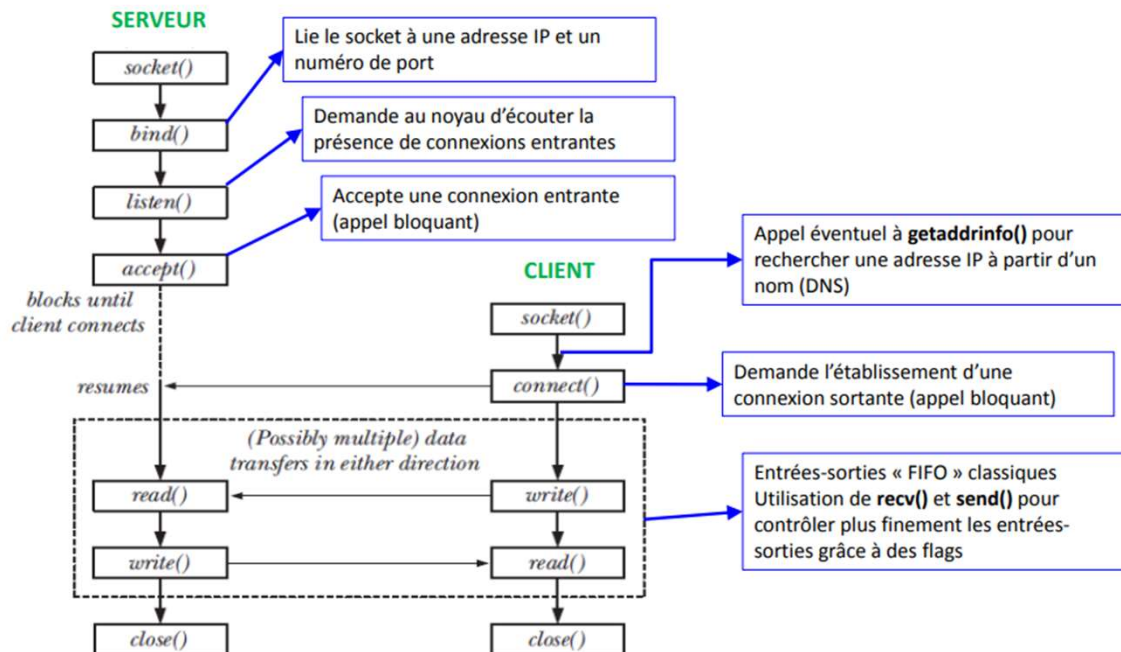 SERVEUR
socket()
bind()
listen()
accept()
blocks until
client connects
resumes
Lie le socket à une adresse IP et un
numéro de port
Demande au noyau d'écouter la
présence de connexions entrantes
Accepte une connexion entrante
(appel bloquant)
CLIENT
socket()
connect()
Appel éventuel à getaddrinfo() pour
rechercher une adresse IP à partir d'un
nom (DNS)
Demande l'établissement d'une
connexion sortante (appel bloquant)
(Possibly multiple) data
transfers in either direction
read()
write()
write()
read()
Entrées-sorties « FIFO » classiques
Utilisation de recv() et send() pour
contrôler plus finement les entrées-
sorties grâce à des flags
close()
close()